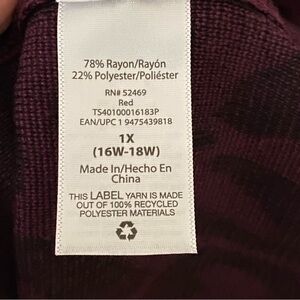 78% Rayon/Rayón
22% Polyester/Poliéster
RN# 52469
Red
TS40100016183P
EAN/UPC 1 9475439818
1X
(16W-18W)
Made In/Hecho En
China
THIS LABEL YARN IS MADE
OUT OF 100% RECYCLED
POLYESTER MATERIALS